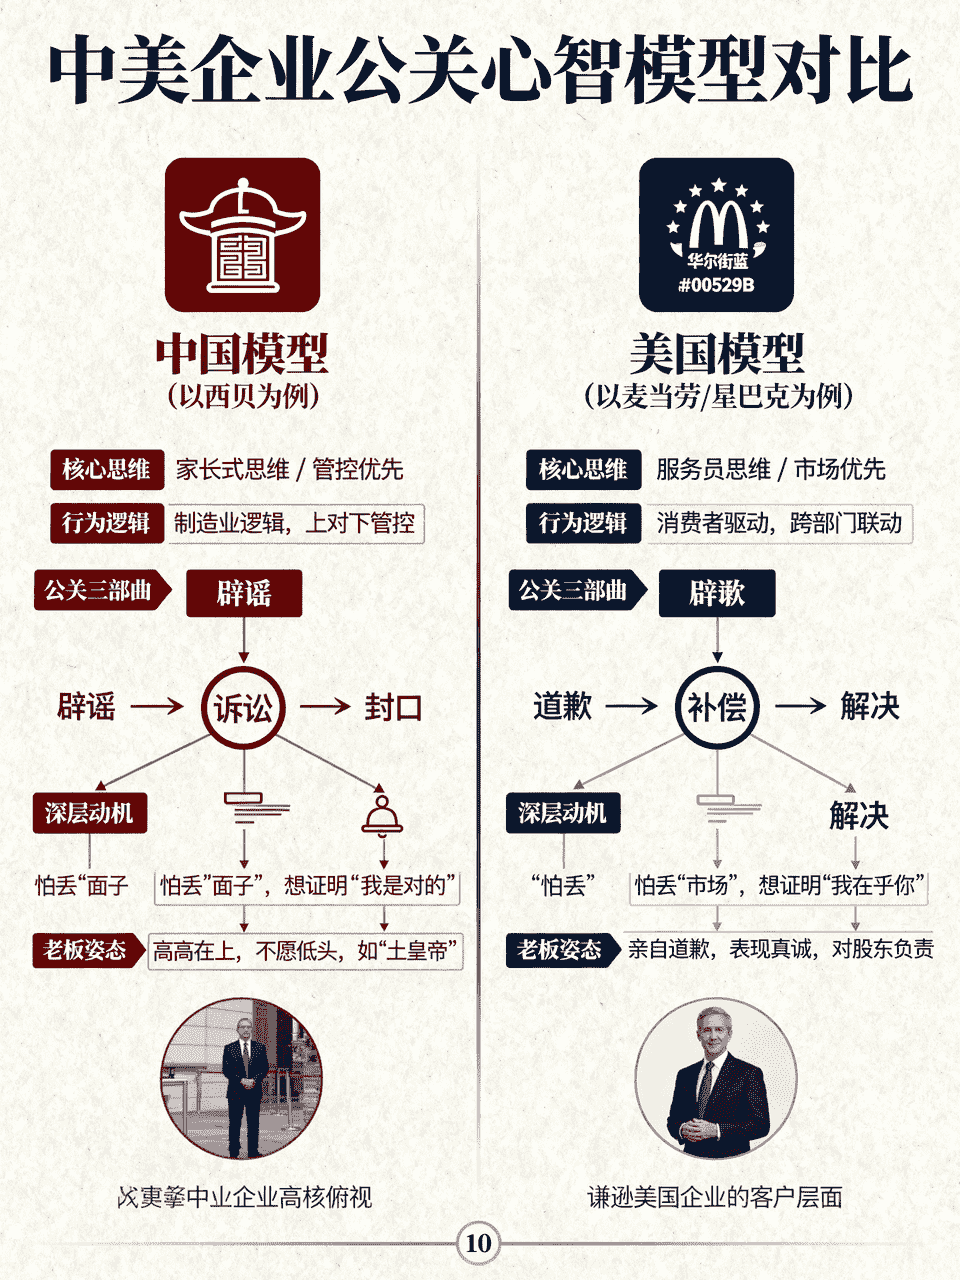 中美企业公关心智模型对比
华尔街蓝
#00529B
中国模型
(以西贝为例)
核心思维 家长式思维 / 管控优先
行为逻辑 制造业逻辑，上对下管控
公关三部曲 辟谣
辟谣 诉讼 封口
深层动机
怕丢“面子
怕丢”面子”，想证明“我是对的”
老板姿态 高高在上，不愿低头，如“土皇帝”
中业企业高核俯视
美国模型
(以麦当劳/星巴克为例)
核心思维 服务员思维 / 市场优先
行为逻辑 消费者驱动，跨部门联动
公关三部曲 辟歉
道歉 补偿 解决
深层动机
解决
“怕丢”
怕丢“市场”，想证明“我在乎你”
老板姿态 亲自道歉，表现真诚，对股东负责
谦逊美国企业的客户层面
10